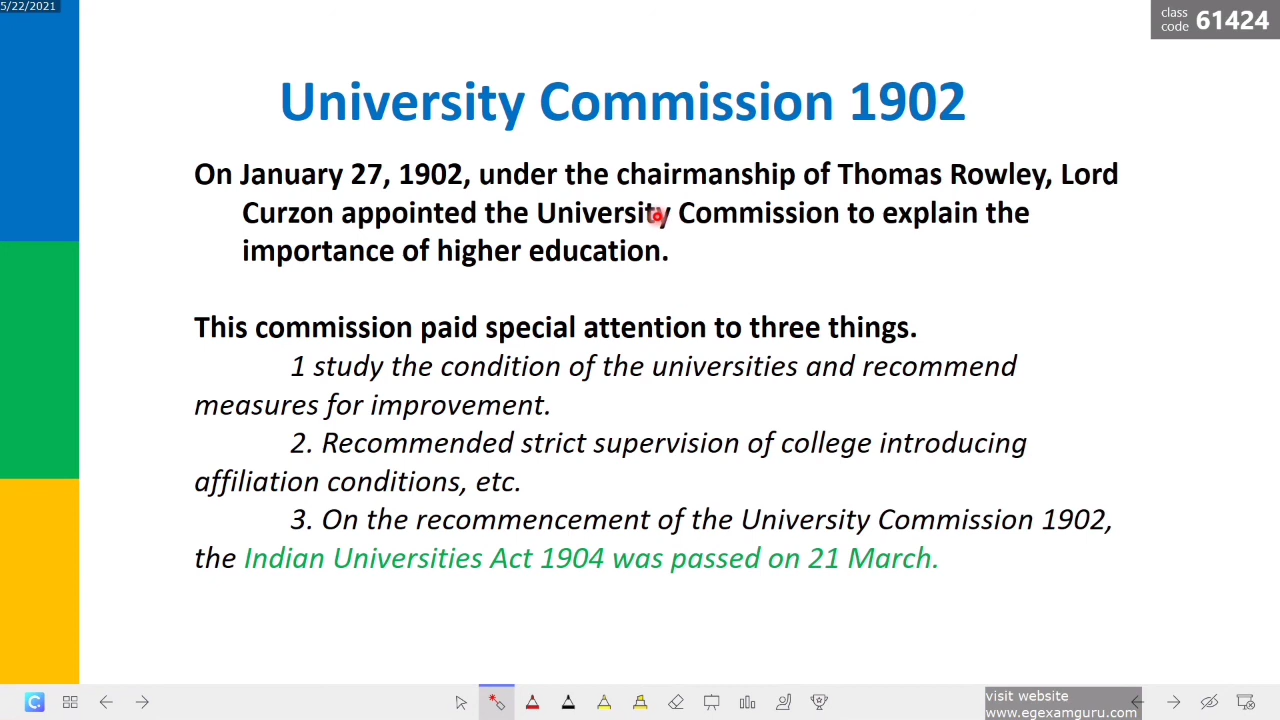 5/22/2021
class
code 61424
University Commission 1902
On January 27, 1902, under the chairmanship of Thomas Rowley, Lord
Curzon appointed the University Commission to explain the
importance of higher education.
This commission paid special attention to three things.
1 study the condition of the universities and recommend
measures for improvement.
2. Recommended strict supervision of college introducing
affiliation conditions, etc.
3. On the recommencement of the University Commission 1902,
the Indian Universities Act 1904 was passed on 21 March.
visit website
www.egexamguru.com